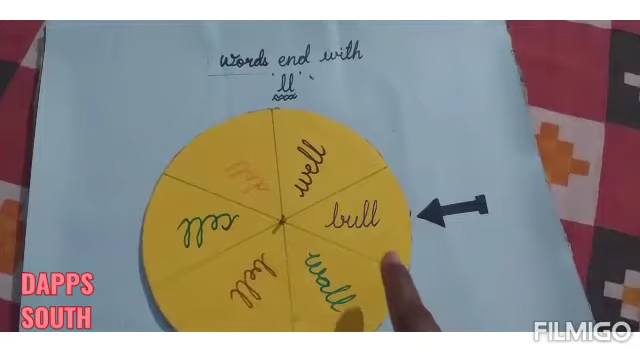 words end with
'll'
well
bull
wall
bell
cell
DAPPS
SOUTH
FILMIGO